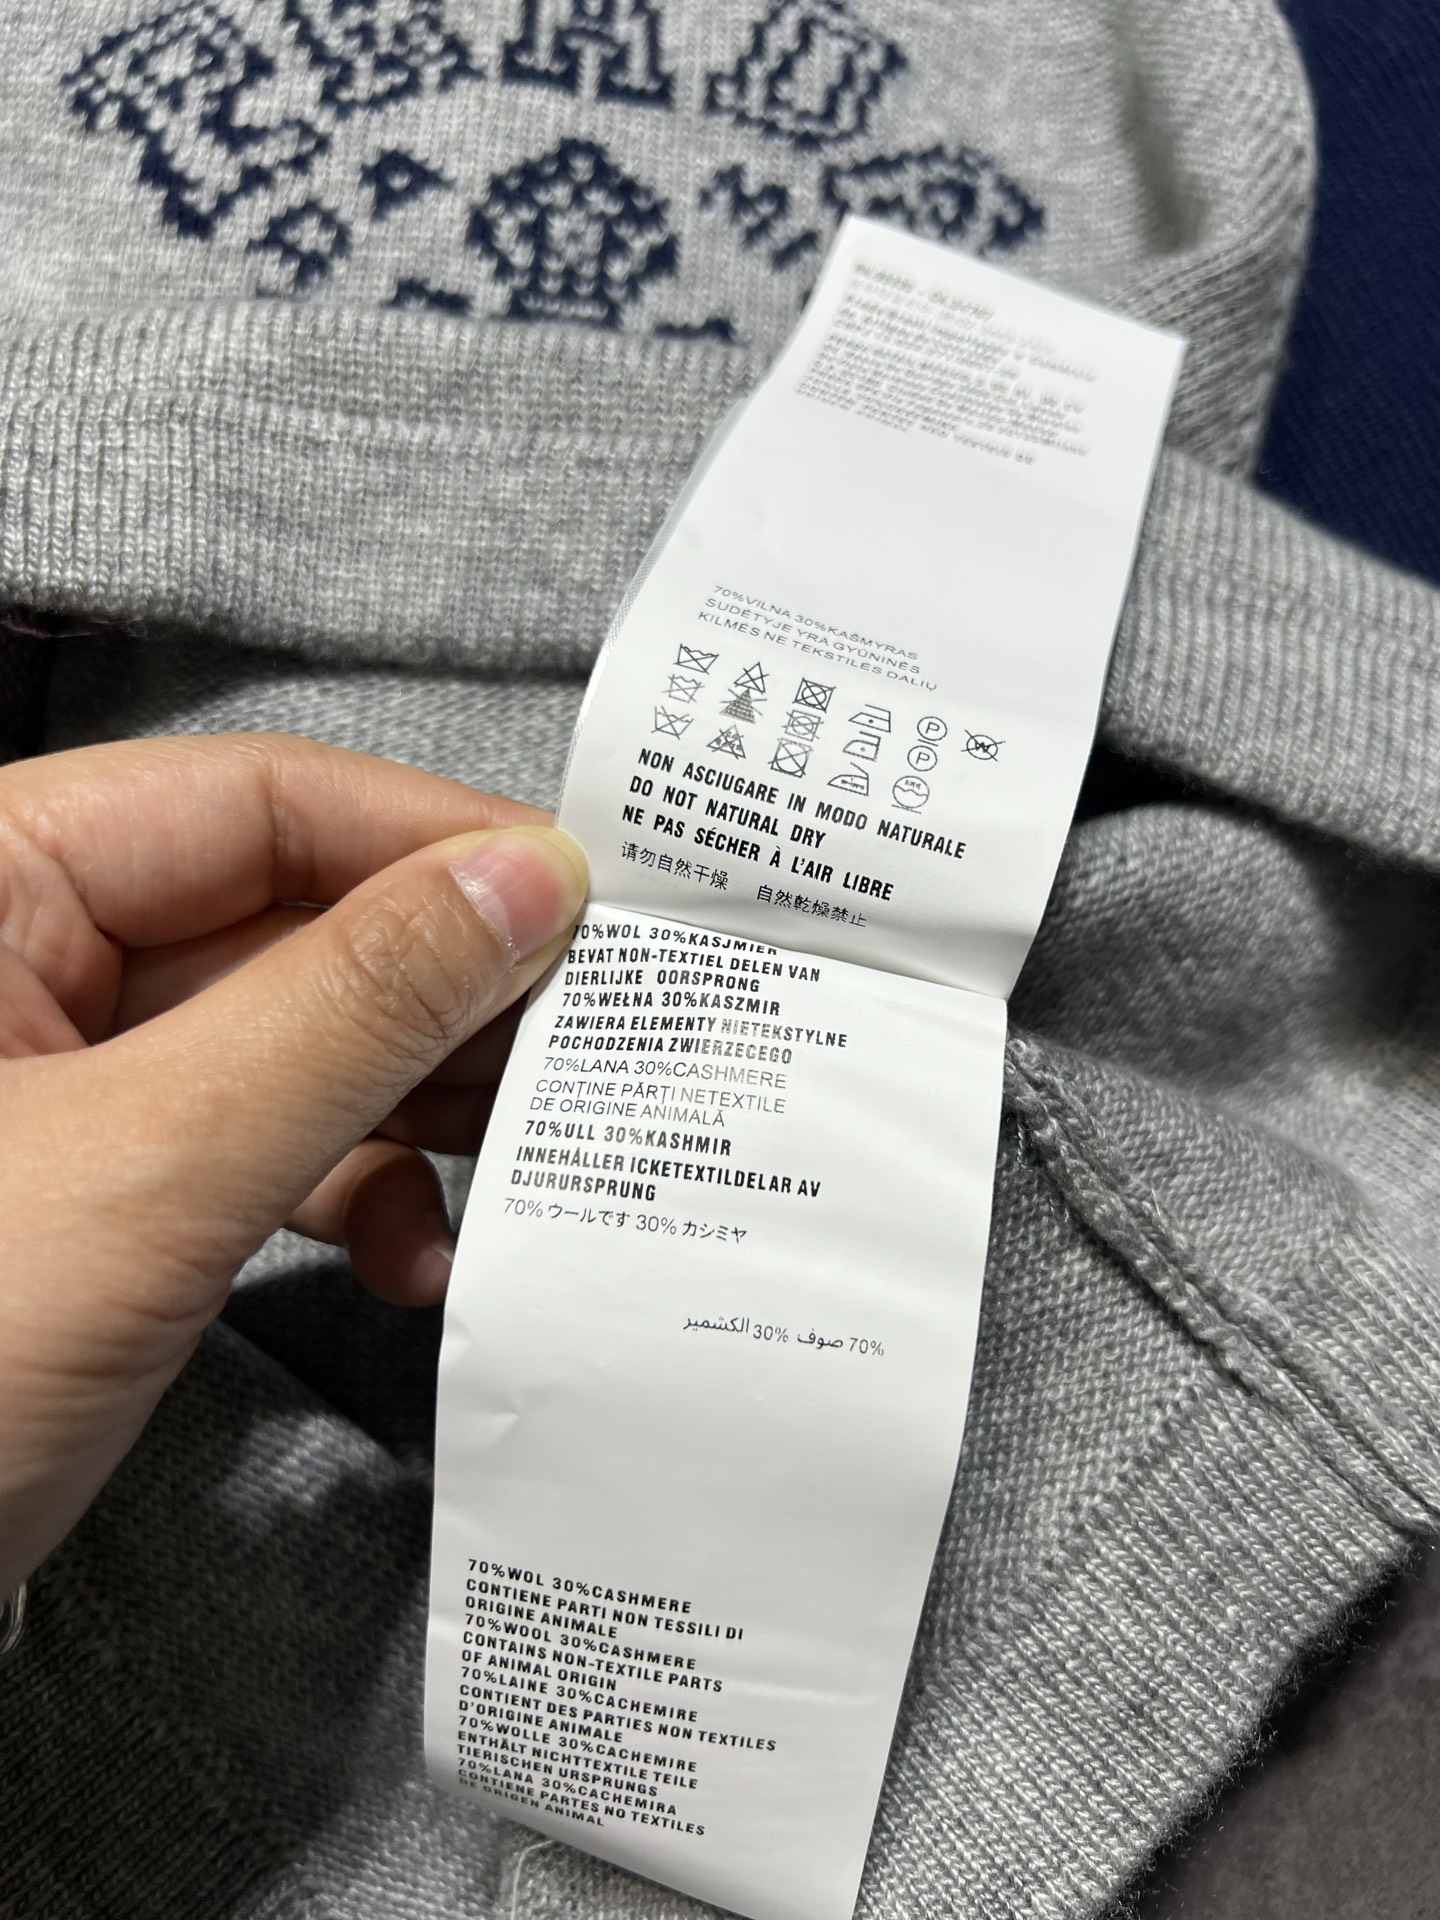 70%VILNA 30%KAŠMYRAS
SUDĖTYJE YRA GYŪNINĖS
KILMĖS NE TEKSTILĖS DALIŲ
P
W
P
NON ASCIUGARE IN MODO NATURALE
DO NOT NATURAL DRY
NE PAS SÉCHER À L'AIR LIBRE
请勿自然干燥 自然乾燥禁止
70%WOL 30%KASJMIER
BEVAT NON-TEXTIEL DELEN VAN
DIERLIJKE OORSPRONG
70%WEŁNA 30%KASZMIR
ZAWIERA ELEMENTY NIETEKSTYLNE
POCHODZENIA ZWIERZECEGO
70%LANA 30%CASHMERE
CONȚINE PĂRȚI NETEXTILE
DE ORIGINE ANIMALĂ
70%ULL 30%KASHMIR
INNEHÅLLER ICKETEXTILDELAR AV
DJURURSPRUNG
70%ウールです 30%カシミヤ
70% صوف 30% الكشمير
70%WOL 30%CASHMERE
CONTIENE PARTI NON TESSILI DI
ORIGINE ANIMALE
70%WOOL 30%CASHMERE
CONTAINS NON-TEXTILE PARTS
OF ANIMAL ORIGIN
70%LAINE 30%CACHEMIRE
CONTIENT DES PARTIES NON TEXTILES
D'ORIGINE ANIMALE
70%WOLLE 30%CACHEMIRE
ENTHÄLT NICHTTEXTILE TEILE
TIERISCHEN URSPRUNGS
70%LANA 30%CACHEMIRA
CONTIENE PARTES NO TEXTILES
DE ORIGEN ANIMAL